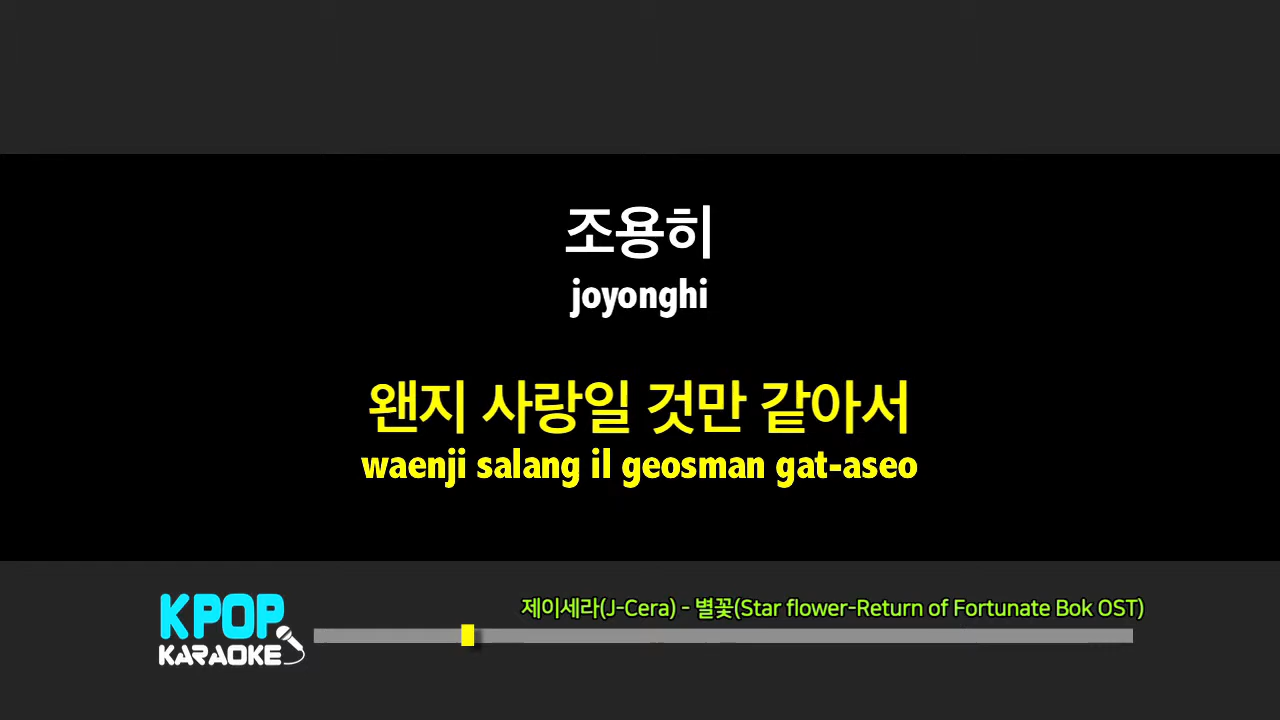 조용히
joyonghi
왠지 사랑일 것만 같아서
waenji salang il geosman gat-aseo
제이세라(J-Cera) - 별꽃(Star flower-Return of Fortunate Bok OST)
KPOP
KARAOKE